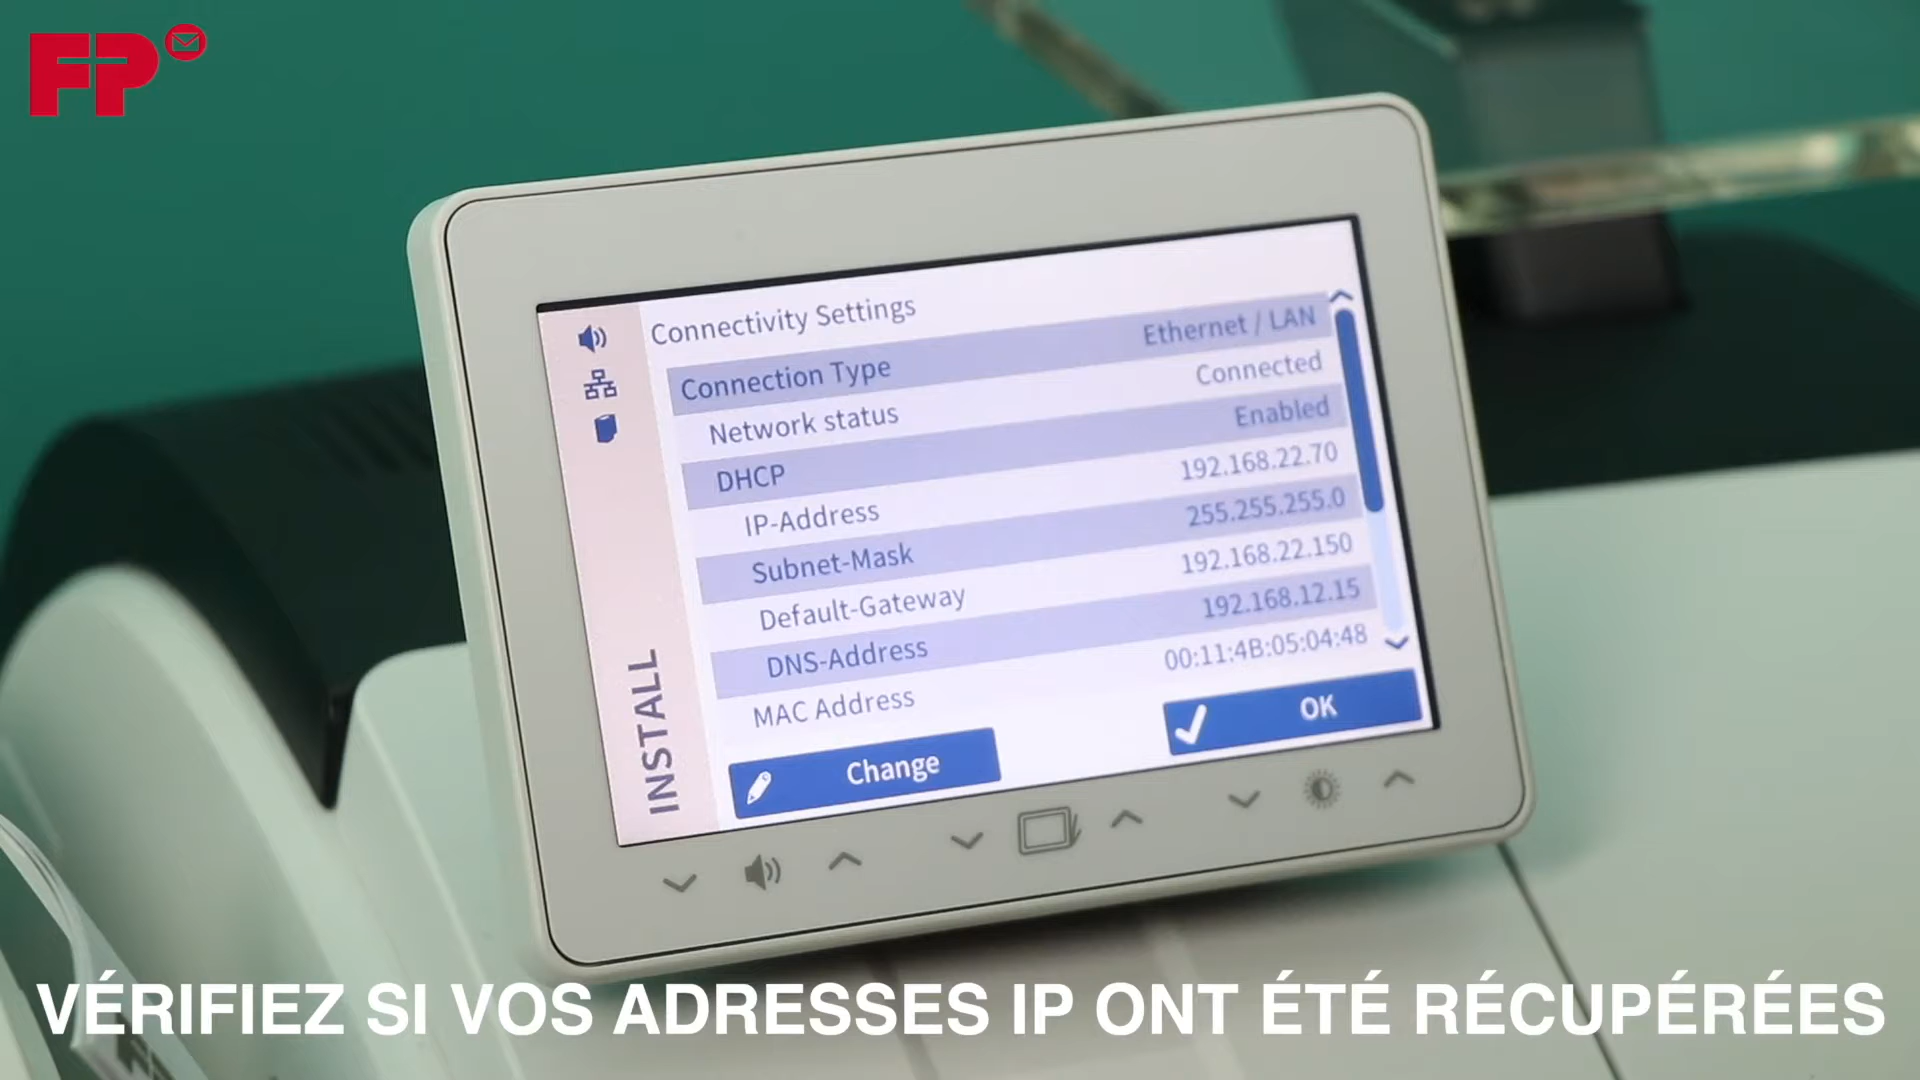 FP
Connectivity Settings
Connection Type Ethernet / LAN
Network status Connected
DHCP Enabled
IP-Address 192.168.22.70
Subnet-Mask 255.255.255.0
Default-Gateway 192.168.22.150
DNS-Address 192.168.12.15
MAC Address 00:11:4B:05:04:48
Change
OK
INSTALL
VÉRIFIEZ SI VOS ADRESSES IP ONT ÉTÉ RÉCUPÉRÉES